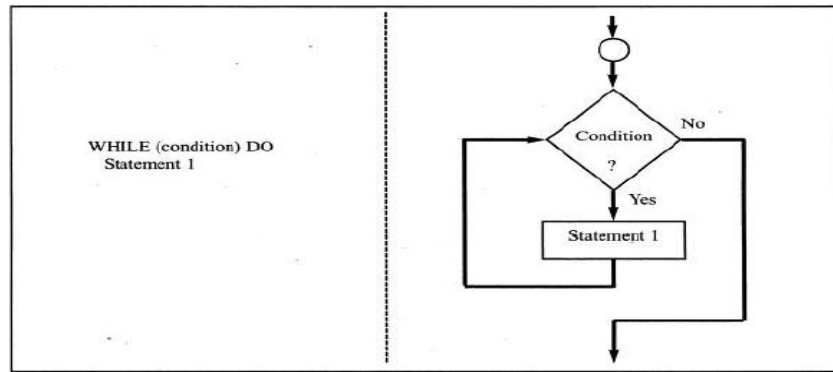 WHILE (condition) DO
Statement 1
Condition
?
No
Yes
Statement 1